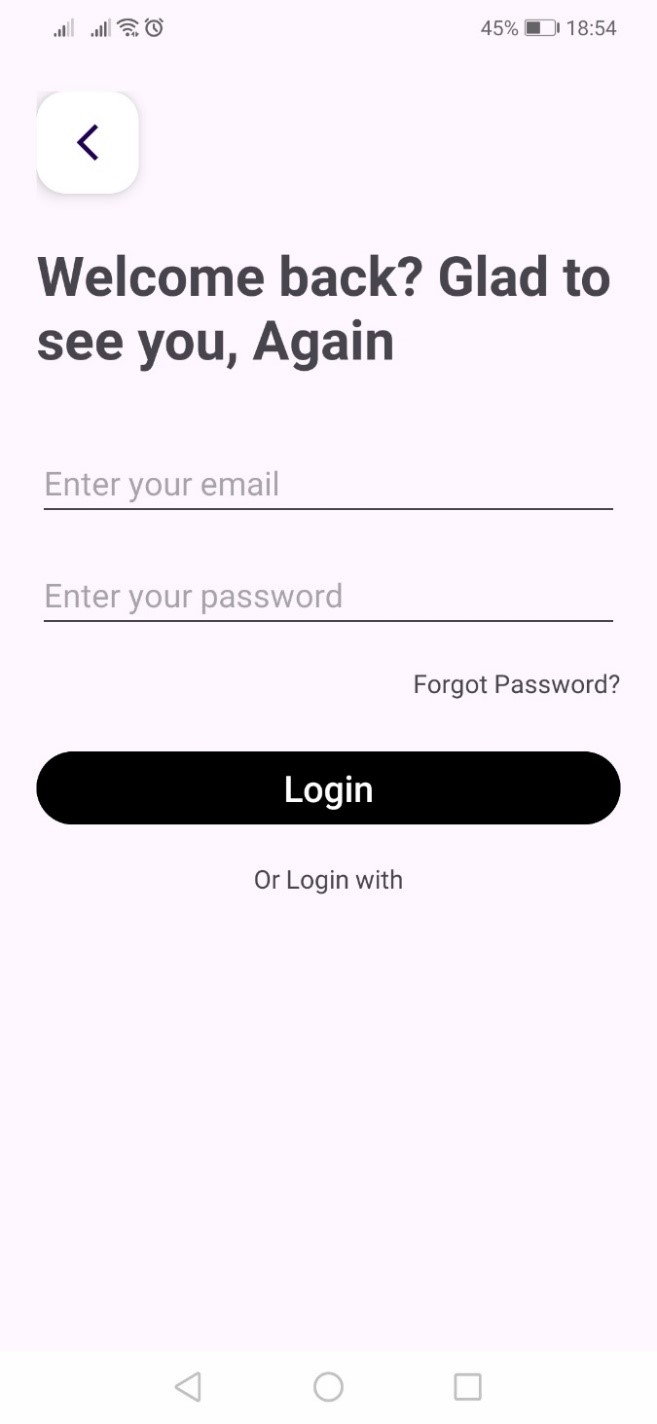 45% 18:54
Welcome back? Glad to
see you, Again
Enter your email
Enter your password
Forgot Password?
Login
Or Login with